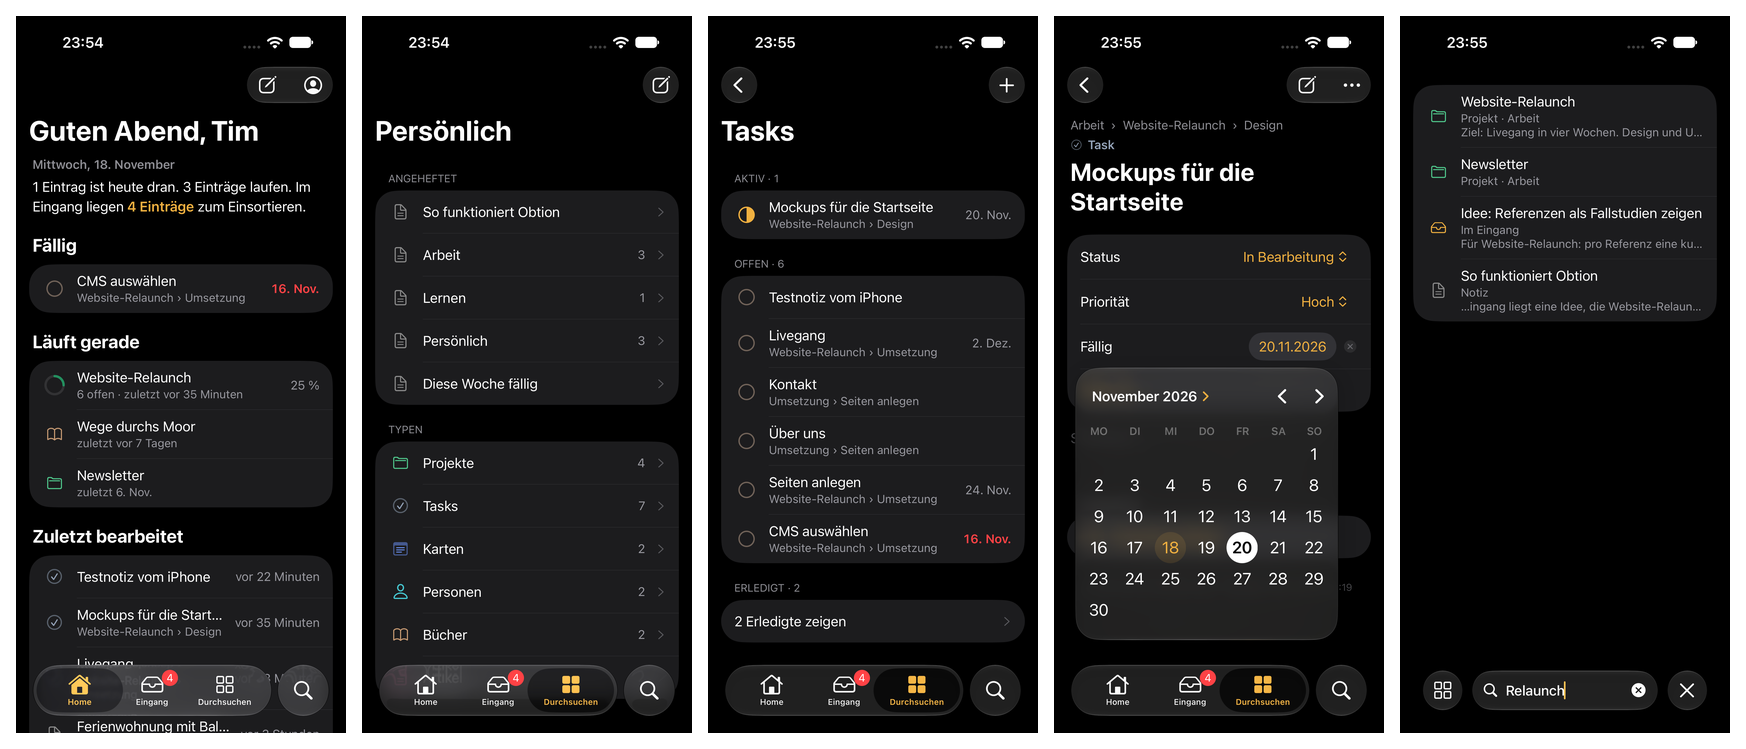 23:54
Guten Abend, Tim
Mittwoch, 18. November
1 Eintrag ist heute dran. 3 Einträge laufen. Im
Eingang liegen 4 Einträge zum Einsortieren.
Fällig
CMS auswählen
Website-Relaunch › Umsetzung
16. Nov.
Läuft gerade
Website-Relaunch
6 offen · zuletzt vor 35 Minuten
25 %
Wege durchs Moor
zuletzt vor 7 Tagen
Newsletter
zuletzt 6. Nov.
Zuletzt bearbeitet
Testnotiz vom iPhone
vor 22 Minuten
Mockups für die Start...
Website-Relaunch › Design
vor 35 Minuten
Livegang
4
Home
Eingang
Durchsuchen
Ferienwohnung mit Bal...
23:54
Persönlich
ANGEHEFTET
So funktioniert Obtion
Arbeit
3
Lernen
1
Persönlich
3
Diese Woche fällig
TYPEN
Projekte
4
Tasks
7
Karten
2
Personen
2
Bücher
2
4
Home
Eingang
Durchsuchen
23:55
Tasks
AKTIV · 1
Mockups für die Startseite
Website-Relaunch › Design
20. Nov.
OFFEN · 6
Testnotiz vom iPhone
Livegang
Website-Relaunch › Umsetzung
2. Dez.
Kontakt
Umsetzung › Seiten anlegen
Über uns
Umsetzung › Seiten anlegen
Seiten anlegen
Website-Relaunch › Umsetzung
24. Nov.
CMS auswählen
Website-Relaunch › Umsetzung
16. Nov.
ERLEDIGT · 2
2 Erledigte zeigen
4
Home
Eingang
Durchsuchen
23:55
Arbeit › Website-Relaunch › Design
Task
Mockups für die
Startseite
Status
In Bearbeitung
Priorität
Hoch
Fällig
20.11.2026
November 2026
MO DI MI DO FR SA SO
1
2 3 4 5 6 7 8
9 10 11 12 13 14 15
16 17 18 19 20 21 22
23 24 25 26 27 28 29
30
:19
4
Home
Eingang
Durchsuchen
23:55
Website-Relaunch
Projekt · Arbeit
Ziel: Livegang in vier Wochen. Design und U...
Newsletter
Projekt · Arbeit
Idee: Referenzen als Fallstudien zeigen
Im Eingang
Für Website-Relaunch: pro Referenz eine ku...
So funktioniert Obtion
Notiz
...ingang liegt eine Idee, die Website-Relaun...
Relaunch